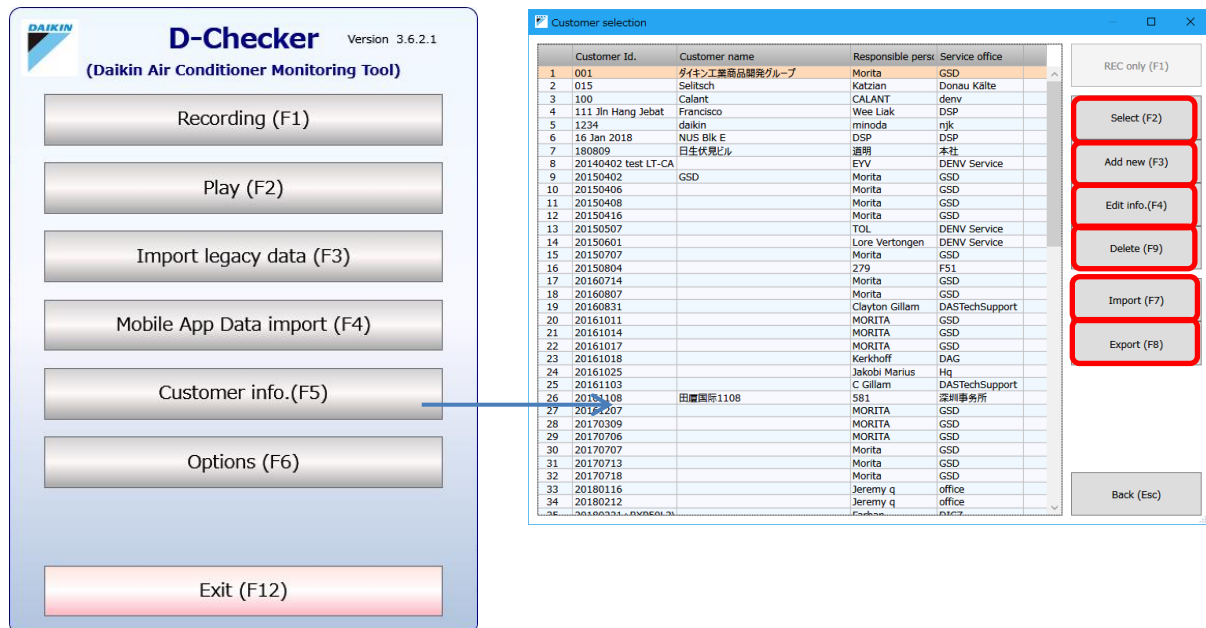 DAIKIN
D-Checker Version 3.6.2.1
(Daikin Air Conditioner Monitoring Tool)
Recording (F1)
Play (F2)
Import legacy data (F3)
Mobile App Data import (F4)
Customer info.(F5)
Options (F6)
Exit (F12)
Customer selection
Customer Id. Customer name Responsible perso Service office
1 001 ダイキン工業商品開発グループ Morita GSD
2 015 Selitsch Katzian Donau Kälte
3 100 Calant CALANT denv
4 111 Jln Hang Jebat Francisco Wee Liak DSP
5 1234 daikin minoda njk
6 16 Jan 2018 NUS Blk E DSP DSP
7 180809 日生伏見ビル 道明 本社
8 20140402 test LT-CA EYV DENV Service
9 20150402 GSD Morita GSD
10 20150406 Morita GSD
11 20150408 Morita GSD
12 20150416 Morita GSD
13 20150507 TOL DENV Service
14 20150601 Lore Vertongen DENV Service
15 20150707 Morita GSD
16 20150804 279 F51
17 20160714 Morita GSD
18 20160807 Morita GSD
19 20160831 Clayton Gillam DASTechSupport
20 20161011 MORITA GSD
21 20161014 MORITA GSD
22 20161017 MORITA GSD
23 20161018 Kerkhoff DAG
24 20161025 Jakobi Marius Hq
25 20161103 C Gillam DASTechSupport
26 20161108 田厦国际1108 581 深圳事务所
27 20161207 MORITA GSD
28 20170309 MORITA GSD
29 20170706 MORITA GSD
30 20170707 Morita GSD
31 20170713 Morita GSD
32 20170718 Morita GSD
33 20180116 Jeremy q office
34 20180212 Jeremy q office
REC only (F1)
Select (F2)
Add new (F3)
Edit info.(F4)
Delete (F9)
Import (F7)
Export (F8)
Back (Esc)